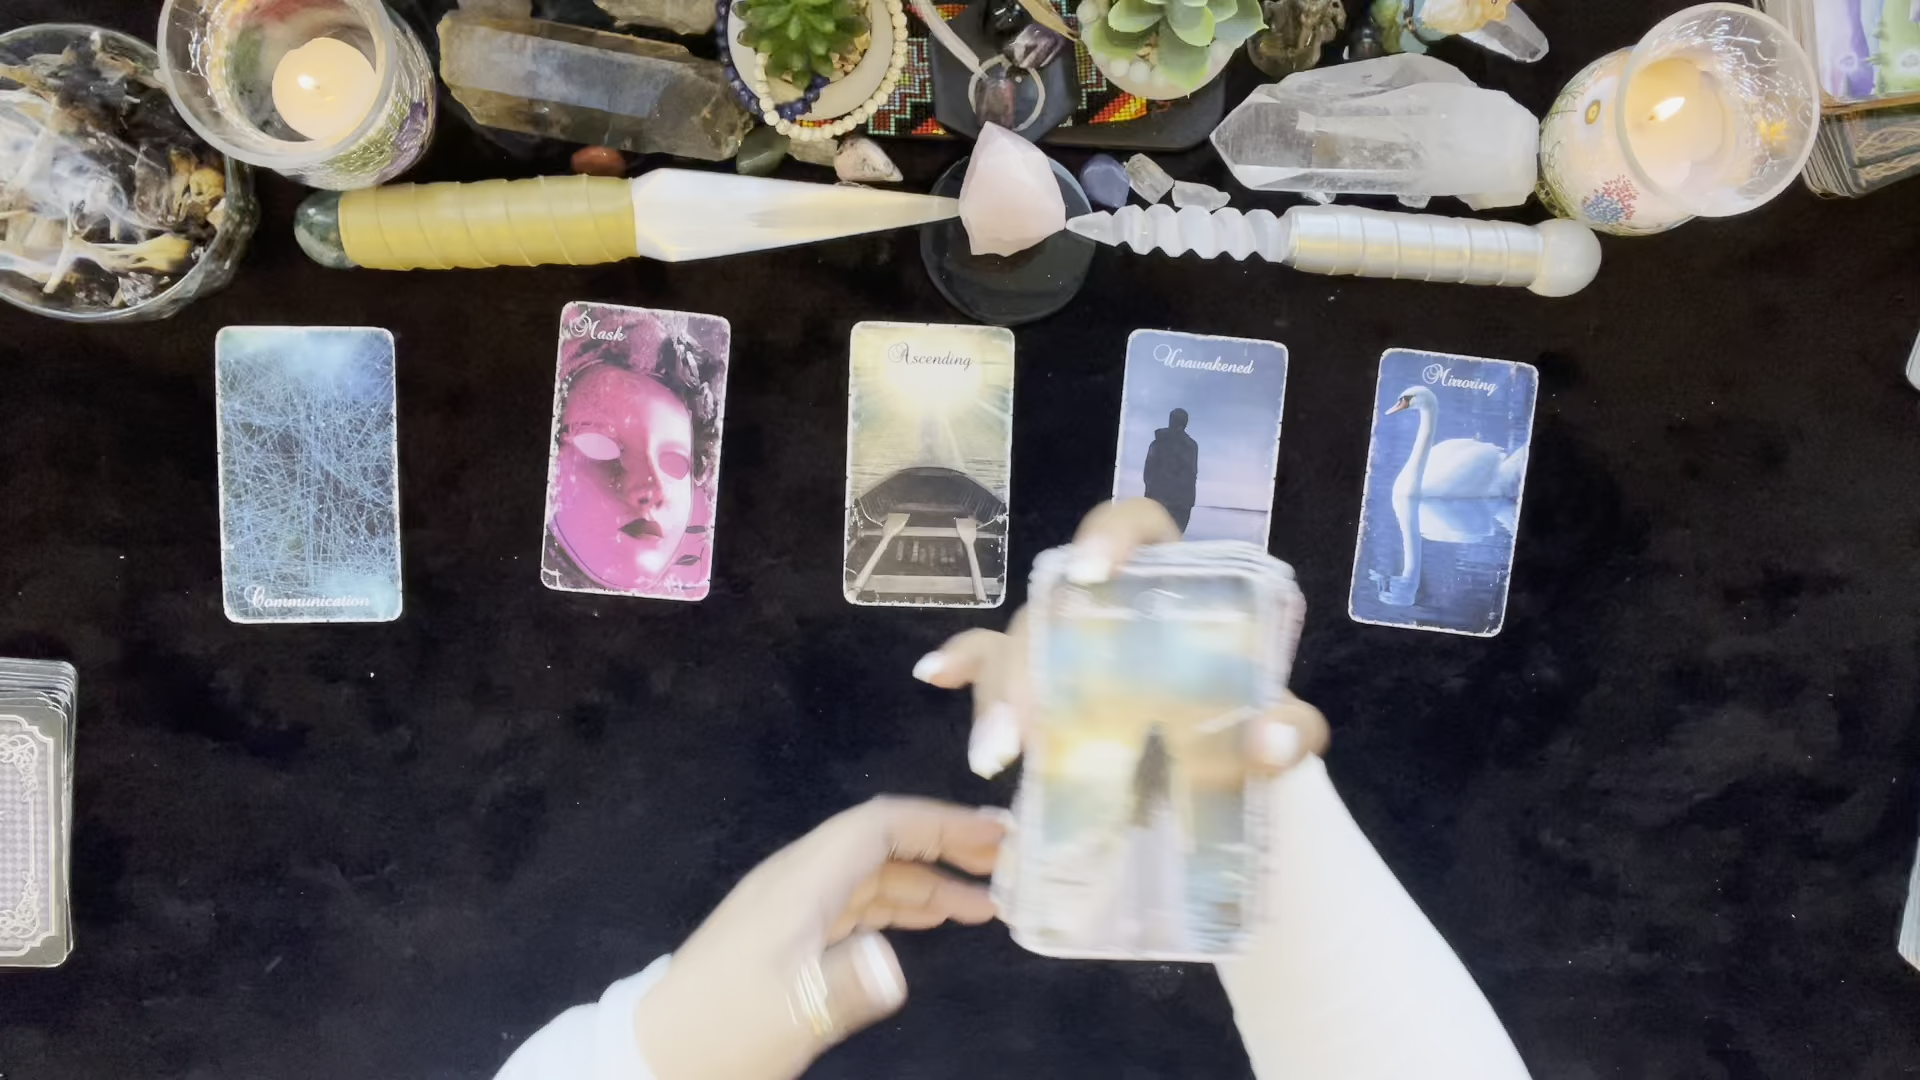 Communication
Mask
Ascending
Unawakened
Mirroring